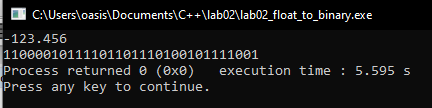 C:\Users\oasis\Documents\C++\lab02\lab02_float_to_binary.exe
-123.456
11000010111101101110100101111001
Process returned 0 (0x0)   execution time : 5.595 s
Press any key to continue.